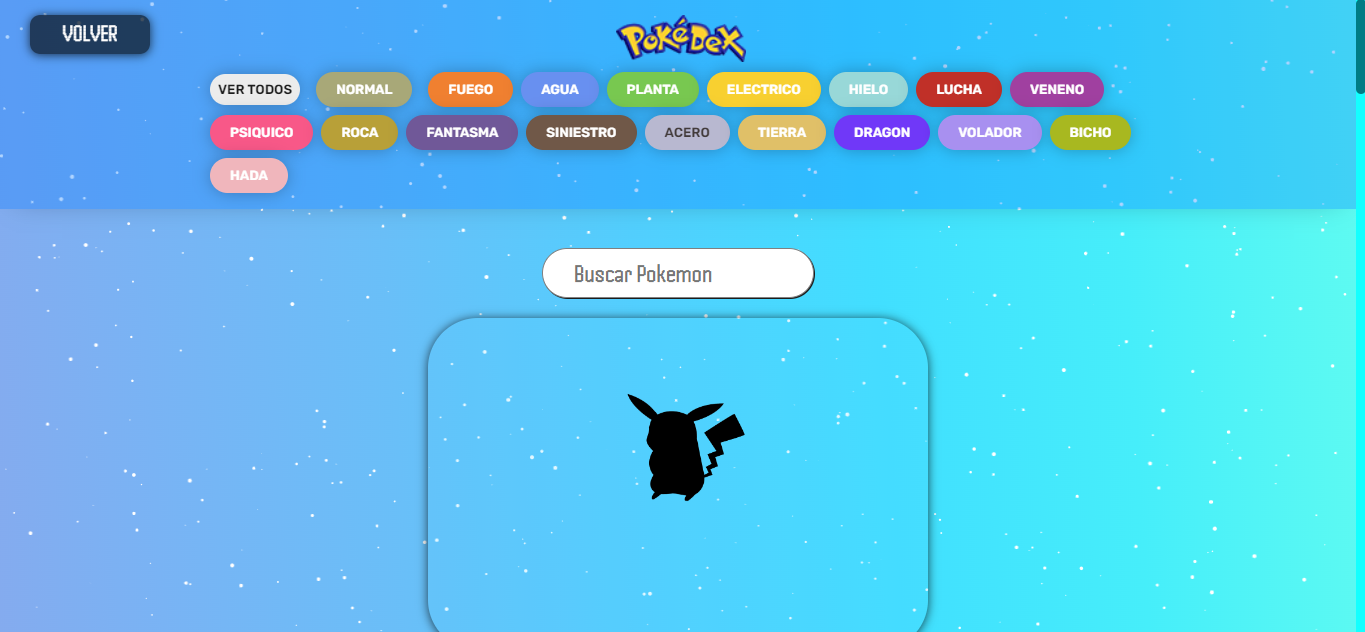 VOLVER
PokéDeX
VER TODOS NORMAL FUEGO AGUA PLANTA ELECTRICO HIELO LUCHA VENENO
PSIQUICO ROCA FANTASMA SINIESTRO ACERO TIERRA DRAGON VOLADOR BICHO
HADA
Buscar Pokemon